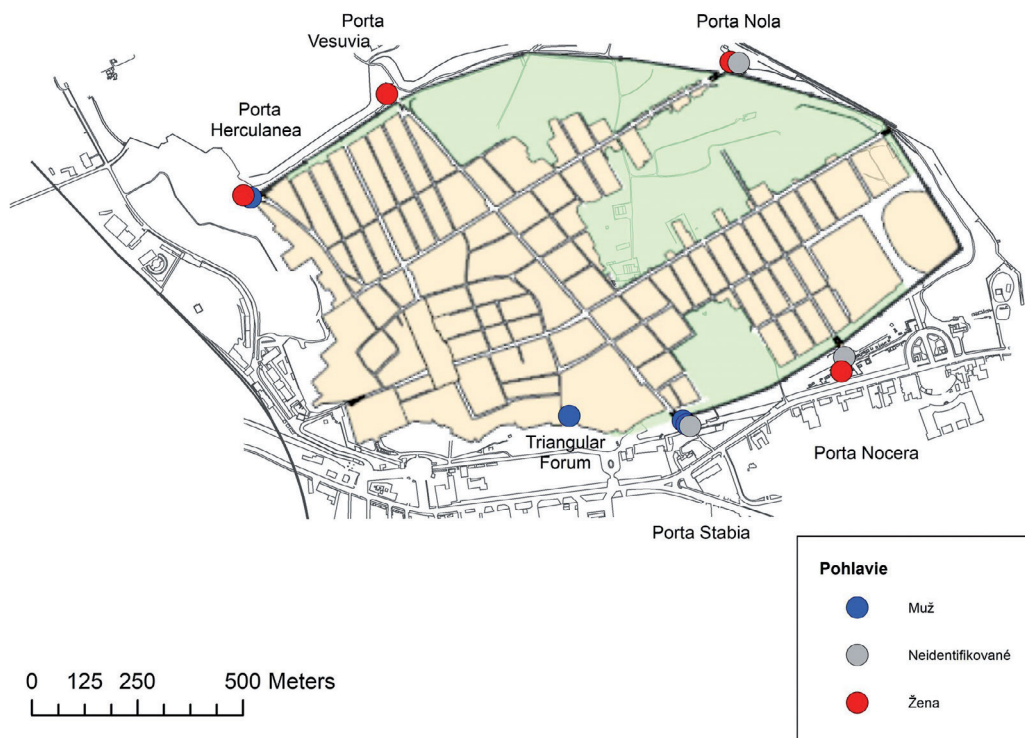 Porta
Vesuvia
Porta Nola
Porta
Herculanea
Triangular
Forum
Porta Nocera
Porta Stabia
Pohlavie
Muž
Neidentifikované
Žena
0 125 250 500 Meters